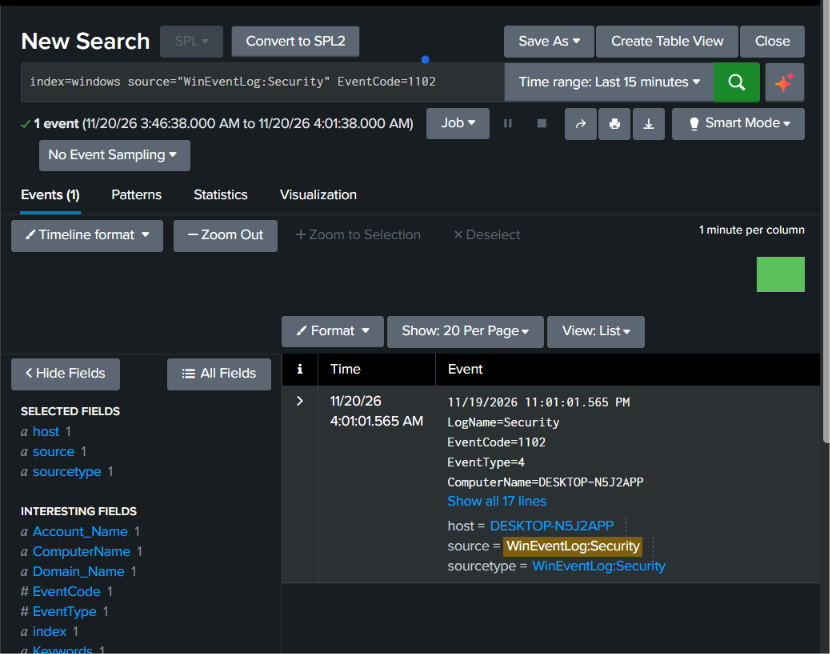 New Search SPL Convert to SPL2 Save As Create Table View Close
index=windows source="WinEventLog:Security" EventCode=1102 Time range: Last 15 minutes
1 event (11/20/26 3:46:38.000 AM to 11/20/26 4:01:38.000 AM) Job Smart Mode
No Event Sampling
Events (1) Patterns Statistics Visualization
Timeline format — Zoom Out + Zoom to Selection × Deselect 1 minute per column
Format Show: 20 Per Page View: List
< Hide Fields All Fields
SELECTED FIELDS
a host 1
a source 1
a sourcetype 1
INTERESTING FIELDS
a Account_Name 1
a ComputerName 1
a Domain_Name 1
# EventCode 1
# EventType 1
a index 1
a Keywords 1
i Time Event
> 11/20/26
4:01:01.565 AM
11/19/2026 11:01:01.565 PM
LogName=Security
EventCode=1102
EventType=4
ComputerName=DESKTOP-N5J2APP
Show all 17 lines
host = DESKTOP-N5J2APP
source = WinEventLog:Security
sourcetype = WinEventLog:Security